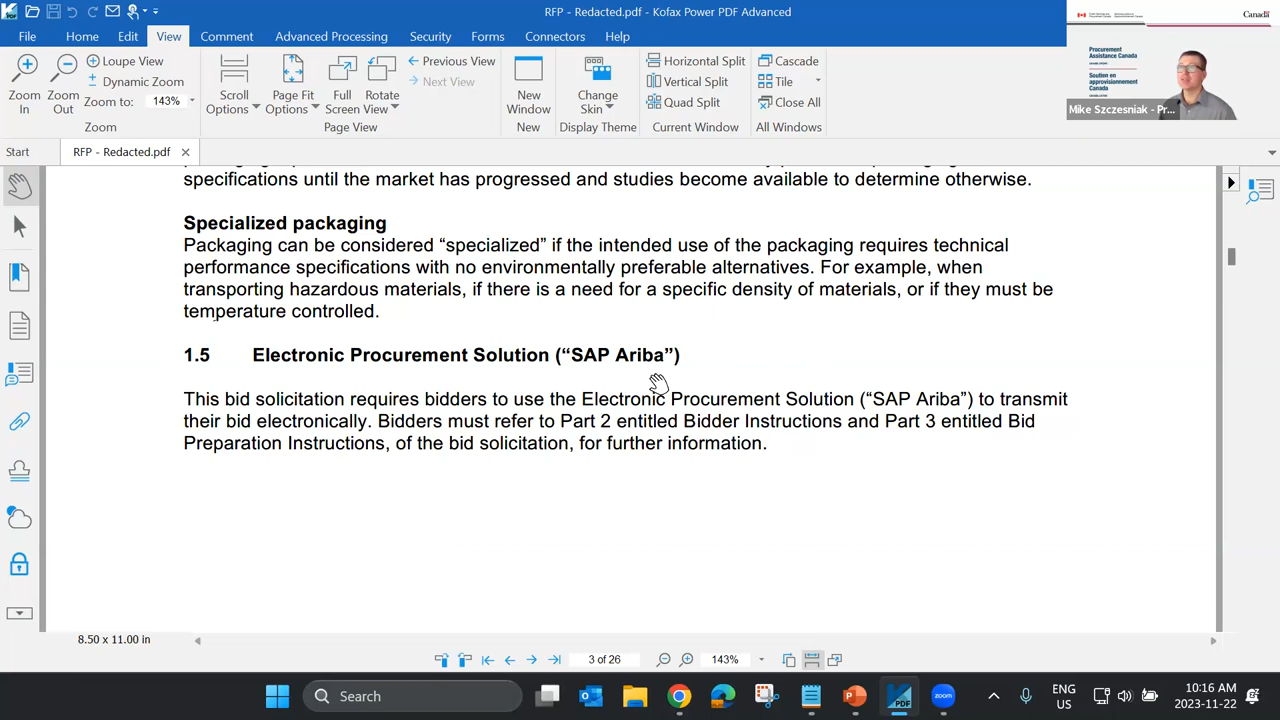 RFP - Redacted.pdf - Kofax Power PDF Advanced
File Home Edit View Comment Advanced Processing Security Forms Connectors Help
Zoom In
Zoom Out
Loupe View
Dynamic Zoom
Zoom to: 143%
Zoom
Scroll Options
Page Fit Options
Full Screen
Rotate View
Previous View
Next View
Page View
New Window
New
Change Skin
Display Theme
Horizontal Split
Vertical Split
Quad Split
Current Window
Cascade
Tile
Close All
All Windows
Canada
Procurement
Assistance Canada
Soutien en
approvisionnement
Canada
Mike Szczesniak - Pr...
Start
RFP - Redacted.pdf
specifications until the market has progressed and studies become available to determine otherwise.
Specialized packaging
Packaging can be considered “specialized” if the intended use of the packaging requires technical
performance specifications with no environmentally preferable alternatives. For example, when
transporting hazardous materials, if there is a need for a specific density of materials, or if they must be
temperature controlled.
1.5 Electronic Procurement Solution (“SAP Ariba”)
This bid solicitation requires bidders to use the Electronic Procurement Solution (“SAP Ariba”) to transmit
their bid electronically. Bidders must refer to Part 2 entitled Bidder Instructions and Part 3 entitled Bid
Preparation Instructions, of the bid solicitation, for further information.
8.50 x 11.00 in
3 of 26
143%
Search
PDF
zoom
ENG
US
10:16 AM
2023-11-22